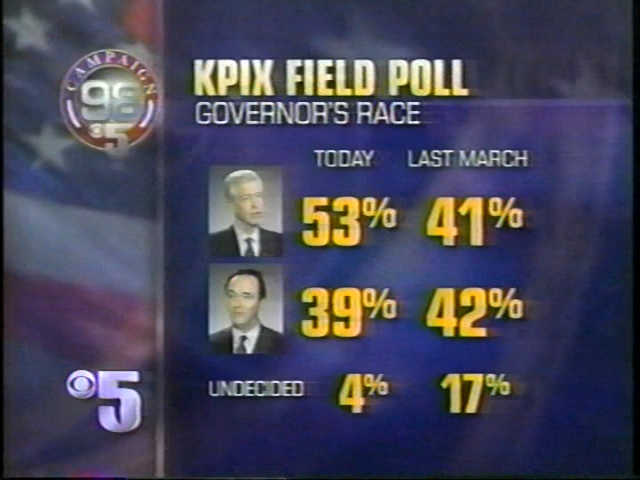 CAMPAIGN
98
5
KPIX FIELD POLL
GOVERNOR'S RACE
TODAY LAST MARCH
53% 41%
39% 42%
UNDECIDED 4% 17%
5